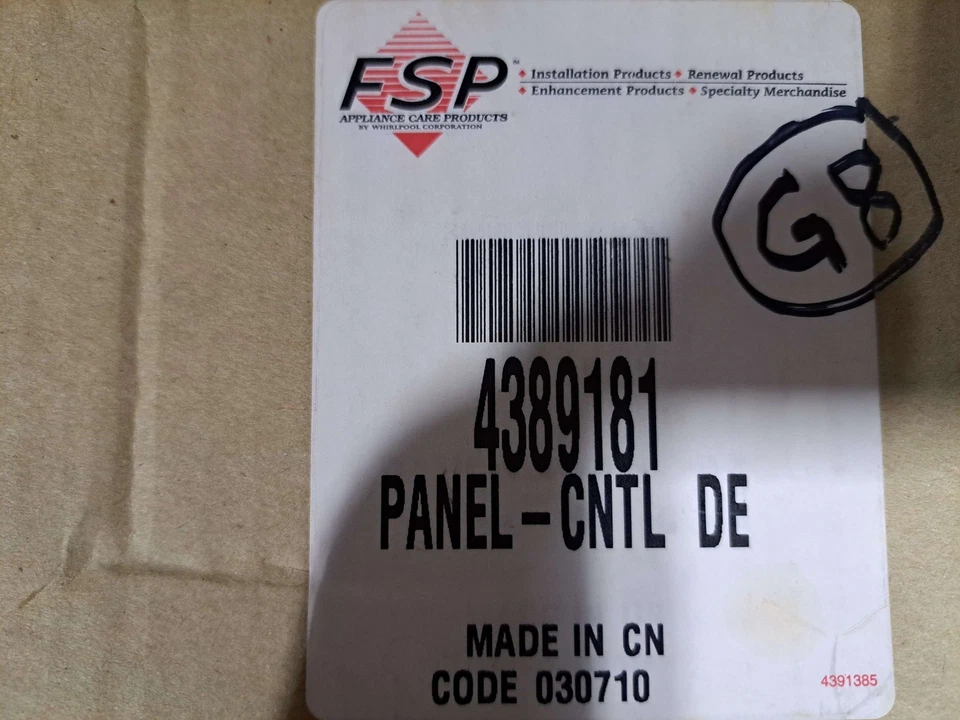 FSP™
APPLIANCE CARE PRODUCTS
BY WHIRLPOOL CORPORATION
Installation Products Renewal Products
Enhancement Products Specialty Merchandise
G8
4389181
PANEL-CNTL DE
MADE IN CN
CODE 030710
4391385